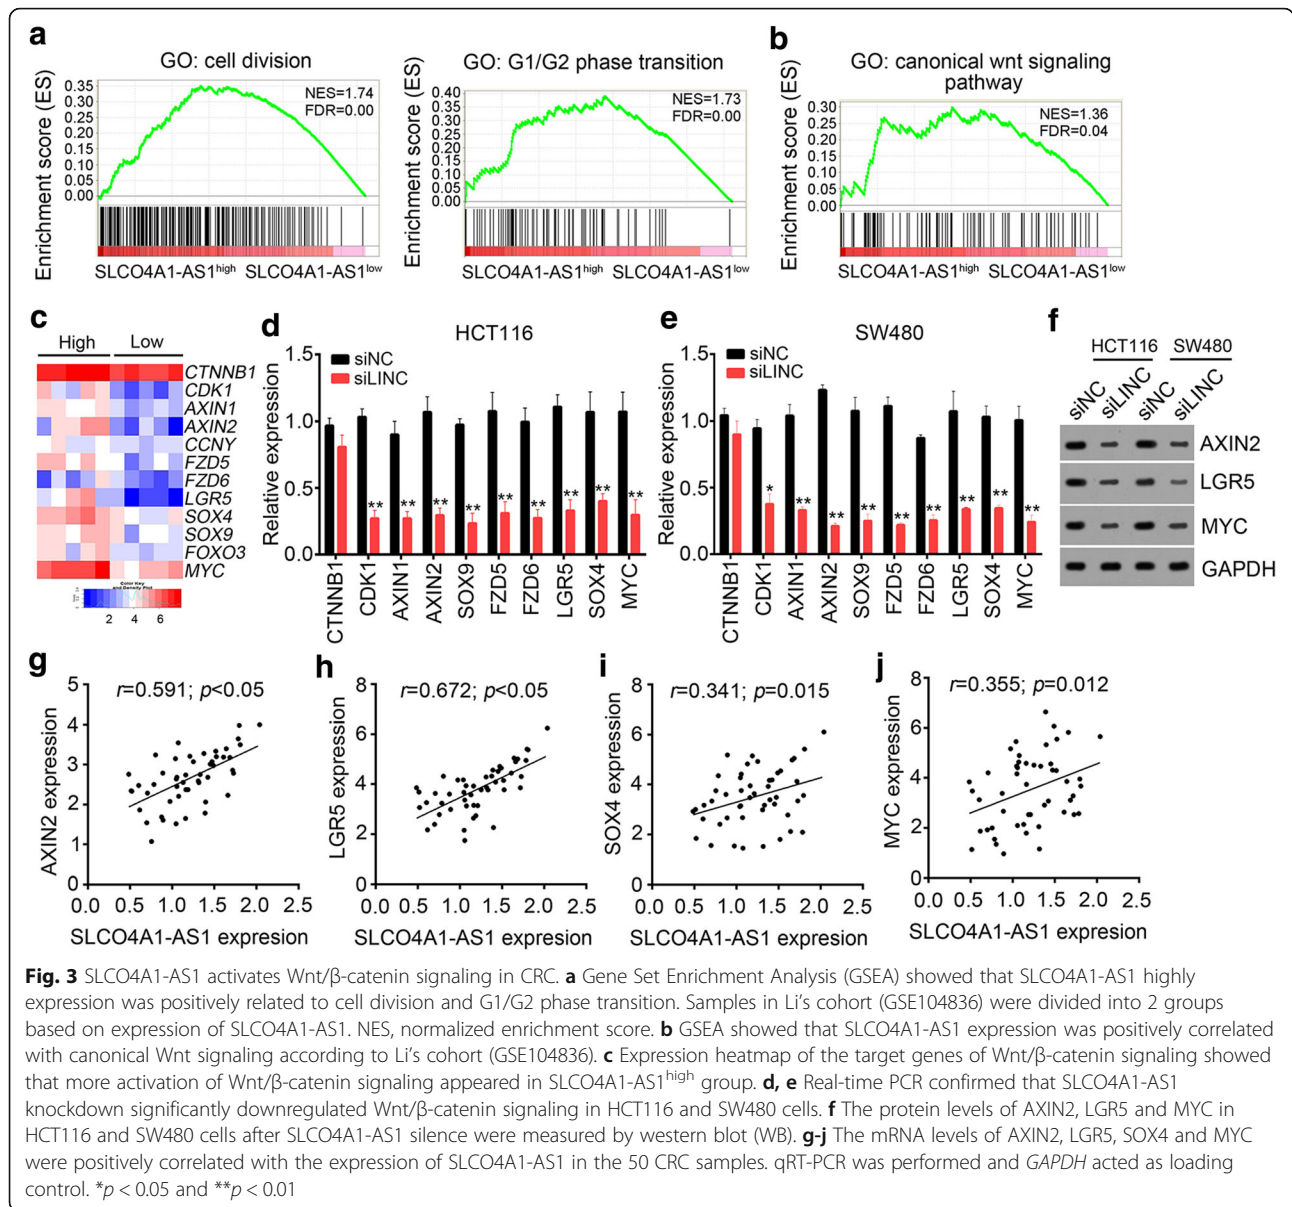 a
GO: cell division
Enrichment score (ES)
0.35
0.30
0.25
0.20
0.15
0.10
0.05
0.00
NES=1.74
FDR=0.00
SLCO4A1-AS1high SLCO4A1-AS1low
GO: G1/G2 phase transition
Enrichment score (ES)
0.40
0.35
0.30
0.25
0.20
0.15
0.10
0.05
0.00
NES=1.73
FDR=0.00
SLCO4A1-AS1high SLCO4A1-AS1low
b
GO: canonical wnt signaling
pathway
Enrichment score (ES)
0.30
0.25
0.20
0.15
0.10
0.05
0.00
NES=1.36
FDR=0.04
SLCO4A1-AS1high SLCO4A1-AS1low
c
High Low
CTNNB1
CDK1
AXIN1
AXIN2
CCNY
FZD5
FZD6
LGR5
SOX4
SOX9
FOXO3
MYC
Color Key
and Density Plot
2 4 6
d
HCT116
Relative expression
1.5
1.0
0.5
0.0
siNC
siLINC
** ** ** ** ** ** ** ** **
CTNNB1 CDK1 AXIN1 AXIN2 SOX9 FZD5 FZD6 LGR5 SOX4 MYC
e
SW480
Relative expression
1.5
1.0
0.5
0.0
siNC
siLINC
* ** ** ** ** ** ** ** **
CTNNB1 CDK1 AXIN1 AXIN2 SOX9 FZD5 FZD6 LGR5 SOX4 MYC
f
HCT116 SW480
siNC siLINC siNC siLINC
AXIN2
LGR5
MYC
GAPDH
g
r=0.591; p<0.05
AXIN2 expression
5
4
3
2
1
0
0.0 0.5 1.0 1.5 2.0 2.5
SLCO4A1-AS1 expresion
h
r=0.672; p<0.05
LGR5 expression
8
6
4
2
0
0.0 0.5 1.0 1.5 2.0 2.5
SLCO4A1-AS1 expresion
i
r=0.341; p=0.015
SOX4 expression
8
6
4
2
0
0.0 0.5 1.0 1.5 2.0 2.5
SLCO4A1-AS1 expresion
j
r=0.355; p=0.012
MYC expression
8
6
4
2
0
0.0 0.5 1.0 1.5 2.0 2.5
SLCO4A1-AS1 expresion
Fig. 3 SLCO4A1-AS1 activates Wnt/β-catenin signaling in CRC. a Gene Set Enrichment Analysis (GSEA) showed that SLCO4A1-AS1 highly
expression was positively related to cell division and G1/G2 phase transition. Samples in Li's cohort (GSE104836) were divided into 2 groups
based on expression of SLCO4A1-AS1. NES, normalized enrichment score. b GSEA showed that SLCO4A1-AS1 expression was positively correlated
with canonical Wnt signaling according to Li's cohort (GSE104836). c Expression heatmap of the target genes of Wnt/β-catenin signaling showed
that more activation of Wnt/β-catenin signaling appeared in SLCO4A1-AS1high group. d, e Real-time PCR confirmed that SLCO4A1-AS1
knockdown significantly downregulated Wnt/β-catenin signaling in HCT116 and SW480 cells. f The protein levels of AXIN2, LGR5 and MYC in
HCT116 and SW480 cells after SLCO4A1-AS1 silence were measured by western blot (WB). g-j The mRNA levels of AXIN2, LGR5, SOX4 and MYC
were positively correlated with the expression of SLCO4A1-AS1 in the 50 CRC samples. qRT-PCR was performed and GAPDH acted as loading
control. *p < 0.05 and **p < 0.01